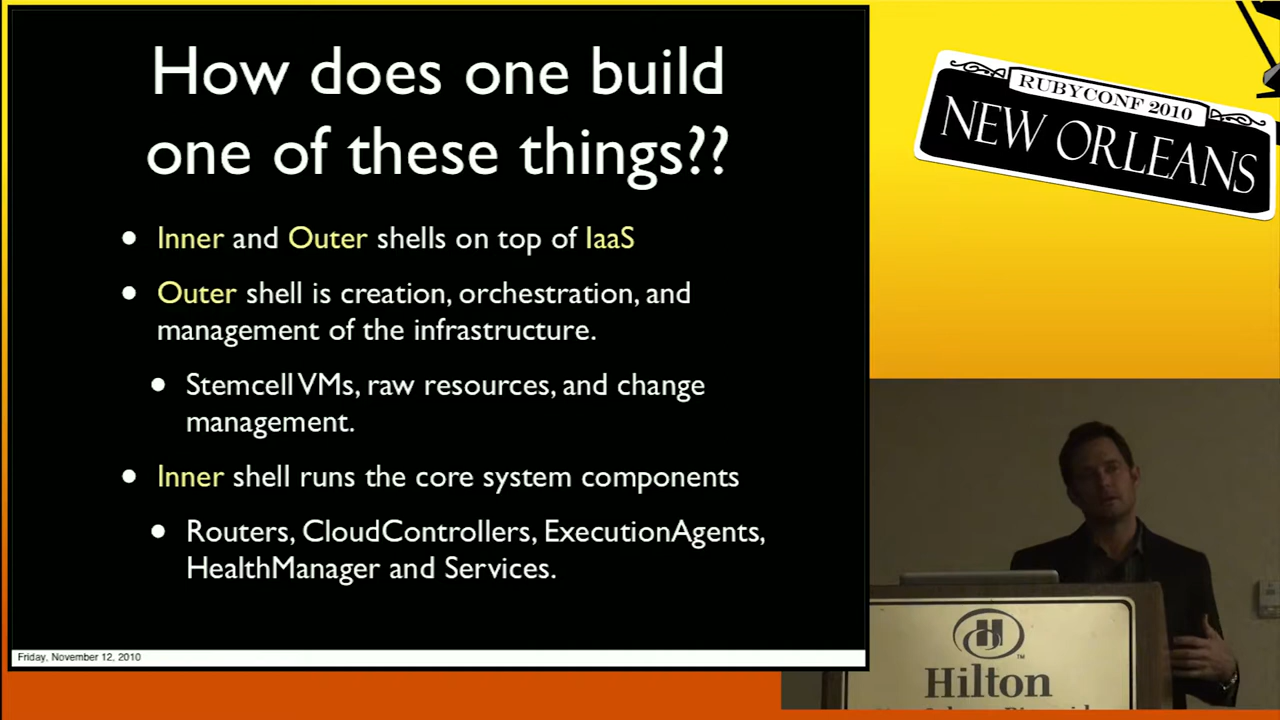 How does one build
one of these things??
• Inner and Outer shells on top of IaaS
• Outer shell is creation, orchestration, and
management of the infrastructure.
• Stemcell VMs, raw resources, and change
management.
• Inner shell runs the core system components
• Routers, CloudControllers, ExecutionAgents,
HealthManager and Services.
Friday, November 12, 2010
RUBYCONF 2010
NEW ORLEANS
H
TM
Hilton